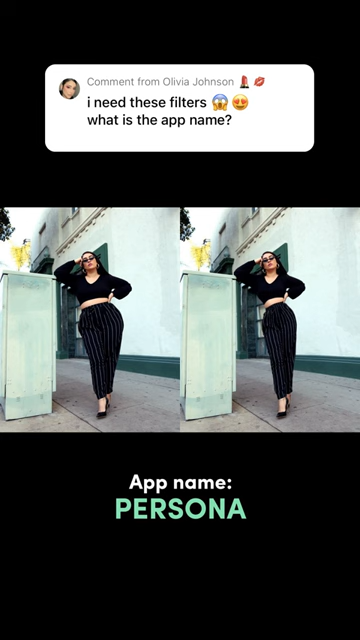 Comment from Olivia Johnson 💄💋
i need these filters 😱😍
what is the app name?
App name:
PERSONA